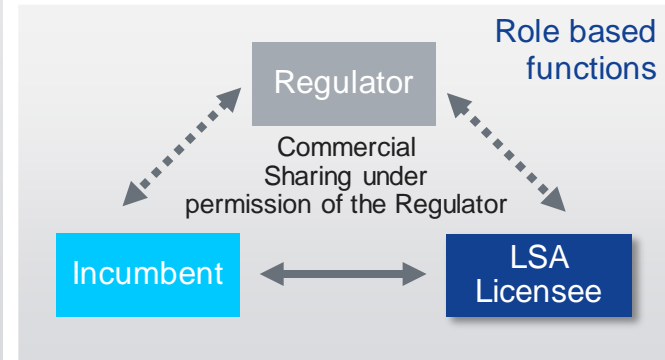 Role based
functions
Regulator
Commercial
Sharing under
permission of the Regulator
Incumbent
LSA
Licensee